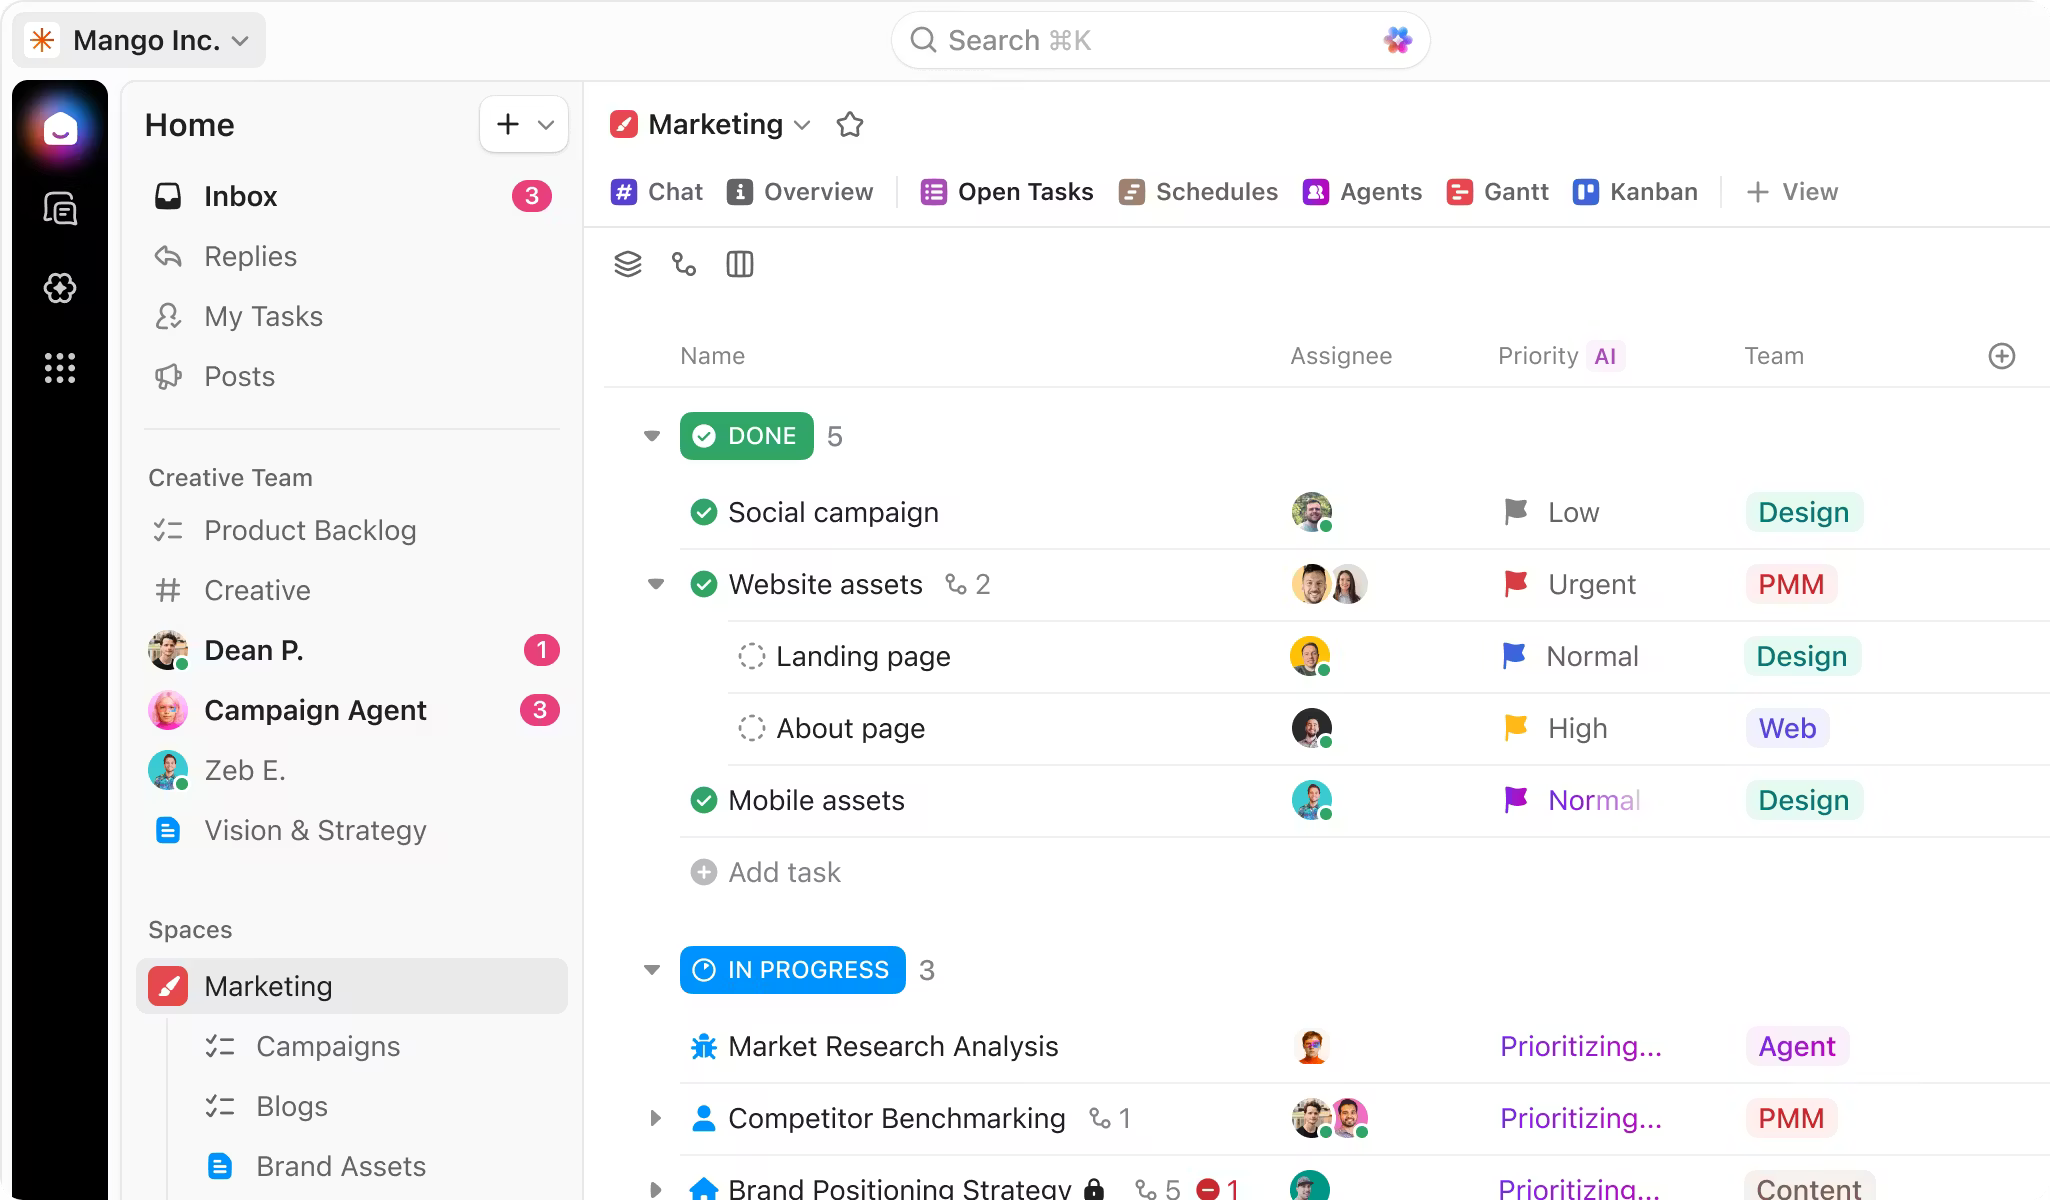 Mango Inc.
Search ⌘K
Home
Inbox 3
Replies
My Tasks
Posts
Creative Team
Product Backlog
Creative
Dean P. 1
Campaign Agent 3
Zeb E.
Vision & Strategy
Spaces
Marketing
Campaigns
Blogs
Brand Assets
Marketing
Chat Overview Open Tasks Schedules Agents Gantt Kanban + View
Name Assignee Priority AI Team
DONE 5
Social campaign Low Design
Website assets 2 Urgent PMM
Landing page Normal Design
About page High Web
Mobile assets Normal Design
Add task
IN PROGRESS 3
Market Research Analysis Prioritizing... Agent
Competitor Benchmarking 1 Prioritizing... PMM
Brand Positioning Strategy 5 1 Prioritizing... Content